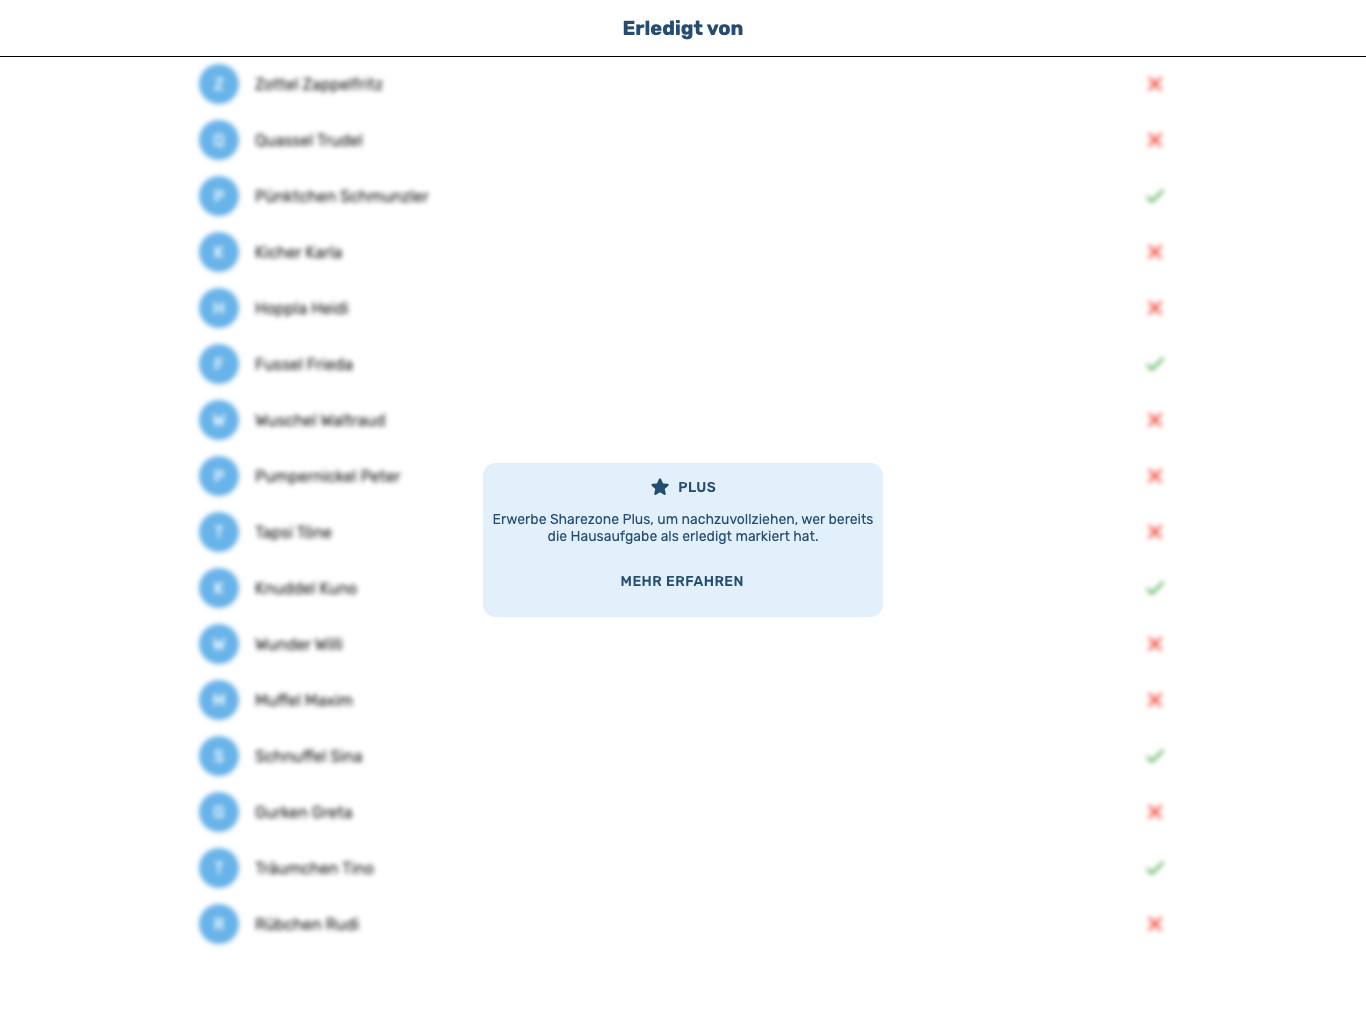 Erledigt von
Zottel Zappelfritz
Quassel Trudel
Pünktchen Schmunzler
Kicher Karla
Hoppla Heidi
Fussel Frieda
Wuschel Waltraud
Pumpernickel Peter
PLUS
Erwerbe Sharezone Plus, um nachzuvollziehen, wer bereits
die Hausaufgabe als erledigt markiert hat.
Tapsi Töne
MEHR ERFAHREN
Knuddel Kuno
Wunder Willi
Muffel Maxim
Schnuffel Sina
Gurken Greta
Träumchen Tino
Rübchen Rudi